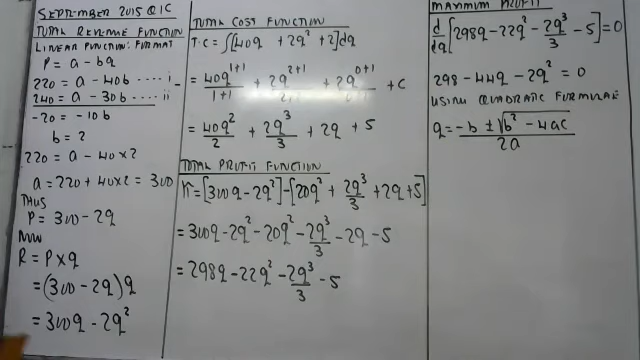 SEPTEMBER 2015 Q1C
TOTAL REVENUE FUNCTION
LINEAR FUNCTION: FORMAT
P = a - bq
220 = a - 40b ..... i
240 = a - 30b ..... ii
-20 = -10b
b = 2
220 = a - 40×2
a = 220 + 40×2 = 300
THUS
P = 300 - 2q
NOW
R = P × q
= (300 - 2q)q
= 300q - 2q²
TOTAL COST FUNCTION
T.C = ∫[40q + 2q² + 2]dq
= 40q^(1+1)/(1+1) + 2q^(2+1)/(2+1) + 2q^(0+1) + C
= 40q²/2 + 2q³/3 + 2q + 5
TOTAL PROFIT FUNCTION
π = [300q - 2q²] - [20q² + 2q³/3 + 2q + 5]
= 300q - 2q² - 20q² - 2q³/3 - 2q - 5
= 298q - 22q² - 2q³/3 - 5
MAXIMUM PROFIT
d/dq[298q - 22q² - 2q³/3 - 5] = 0
298 - 44q - 2q² = 0
USING QUADRATIC FORMULAE
q = (-b ± √(b² - 4ac))/2a